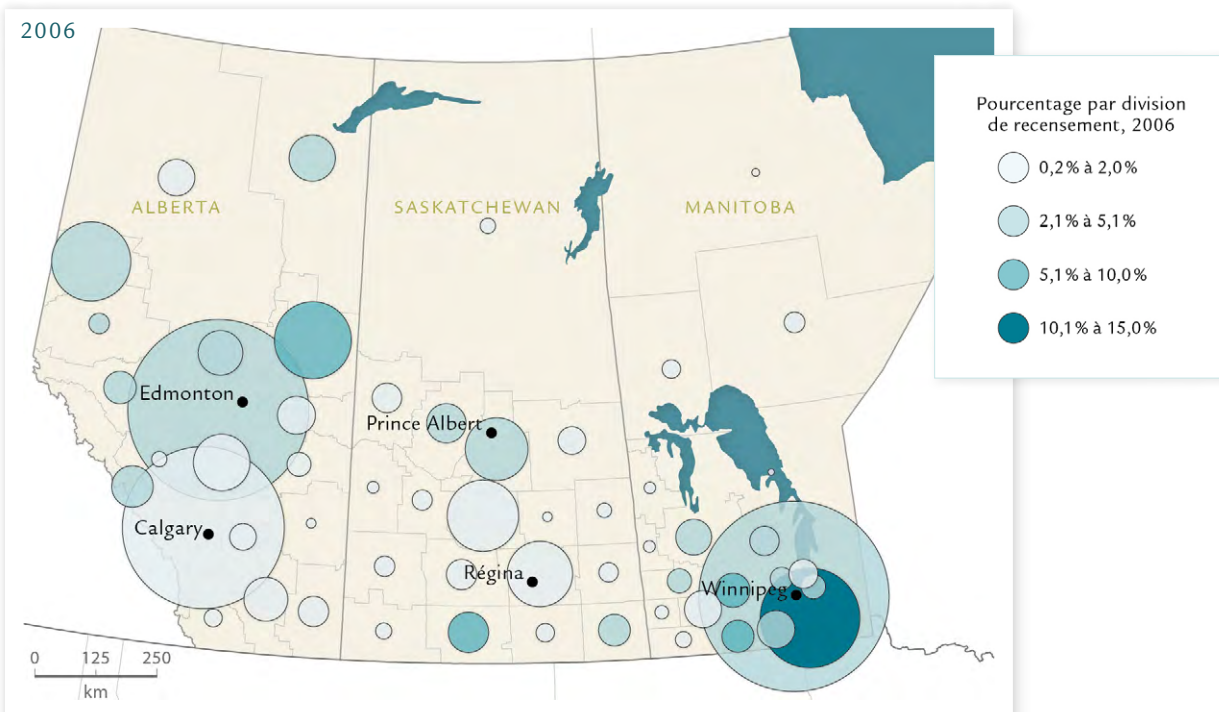 2006
ALBERTA
SASKATCHEWAN
MANITOBA
Edmonton
Prince Albert
Calgary
Régina
Winnipeg
0 125 250
km
Pourcentage par division
de recensement, 2006
0,2% à 2,0%
2,1% à 5,1%
5,1% à 10,0%
10,1% à 15,0%